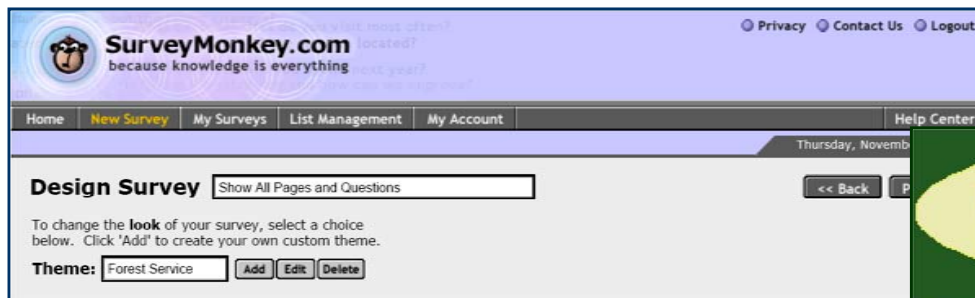 Privacy Contact Us Logout
SurveyMonkey.com
because knowledge is everything
Home New Survey My Surveys List Management My Account Help Center
Thursday,
Design Survey Show All Pages and Questions << Back
To change the look of your survey, select a choice
below. Click 'Add' to create your own custom theme.
Theme: Forest Service Add Edit Delete